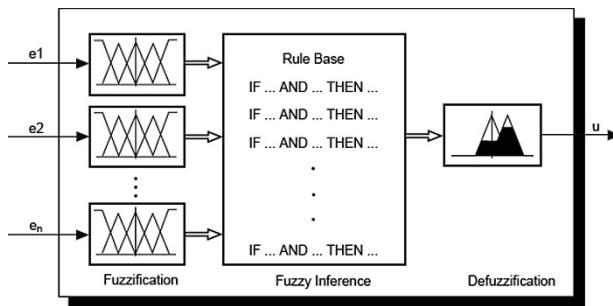 e1
e2
en
Rule Base
IF ... AND ... THEN ...
IF ... AND ... THEN ...
IF ... AND ... THEN ...
IF ... AND ... THEN ...
u
Fuzzification
Fuzzy Inference
Defuzzification